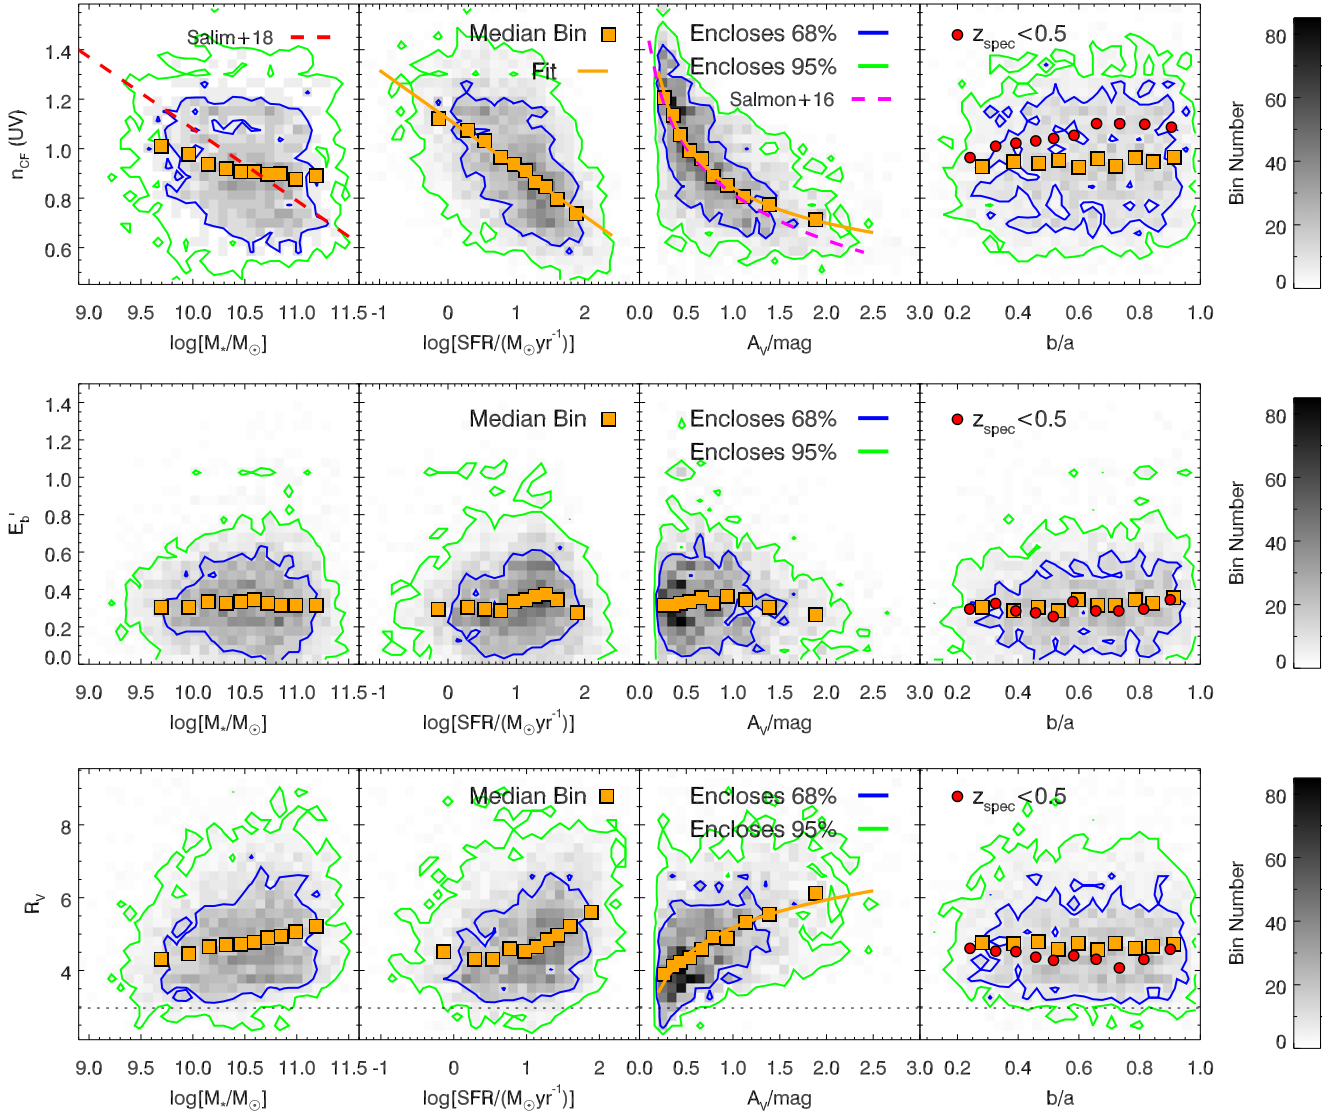 Salim+18
Median Bin
Fit
Encloses 68%
Encloses 95%
Salmon+16
z_spec<0.5
n_CF (UV)
1.4
1.2
1.0
0.8
0.6
9.0 9.5 10.0 10.5 11.0 11.5
-1 0 1 2
0.0 0.5 1.0 1.5 2.0 2.5 3.0
0.2 0.4 0.6 0.8 1.0
log[M_*/M_☉]
log[SFR/(M_☉yr^-1)]
A_V/mag
b/a
80
60
40
20
0
Bin Number
Median Bin
Encloses 68%
Encloses 95%
z_spec<0.5
E_b'
1.4
1.2
1.0
0.8
0.6
0.4
0.2
0.0
9.0 9.5 10.0 10.5 11.0 11.5
-1 0 1 2
0.0 0.5 1.0 1.5 2.0 2.5 3.0
0.2 0.4 0.6 0.8 1.0
log[M_*/M_☉]
log[SFR/(M_☉yr^-1)]
A_V/mag
b/a
80
60
40
20
0
Bin Number
Median Bin
Encloses 68%
Encloses 95%
z_spec<0.5
R_V
8
6
4
9.0 9.5 10.0 10.5 11.0 11.5
-1 0 1 2
0.0 0.5 1.0 1.5 2.0 2.5 3.0
0.2 0.4 0.6 0.8 1.0
log[M_*/M_☉]
log[SFR/(M_☉yr^-1)]
A_V/mag
b/a
80
60
40
20
0
Bin Number